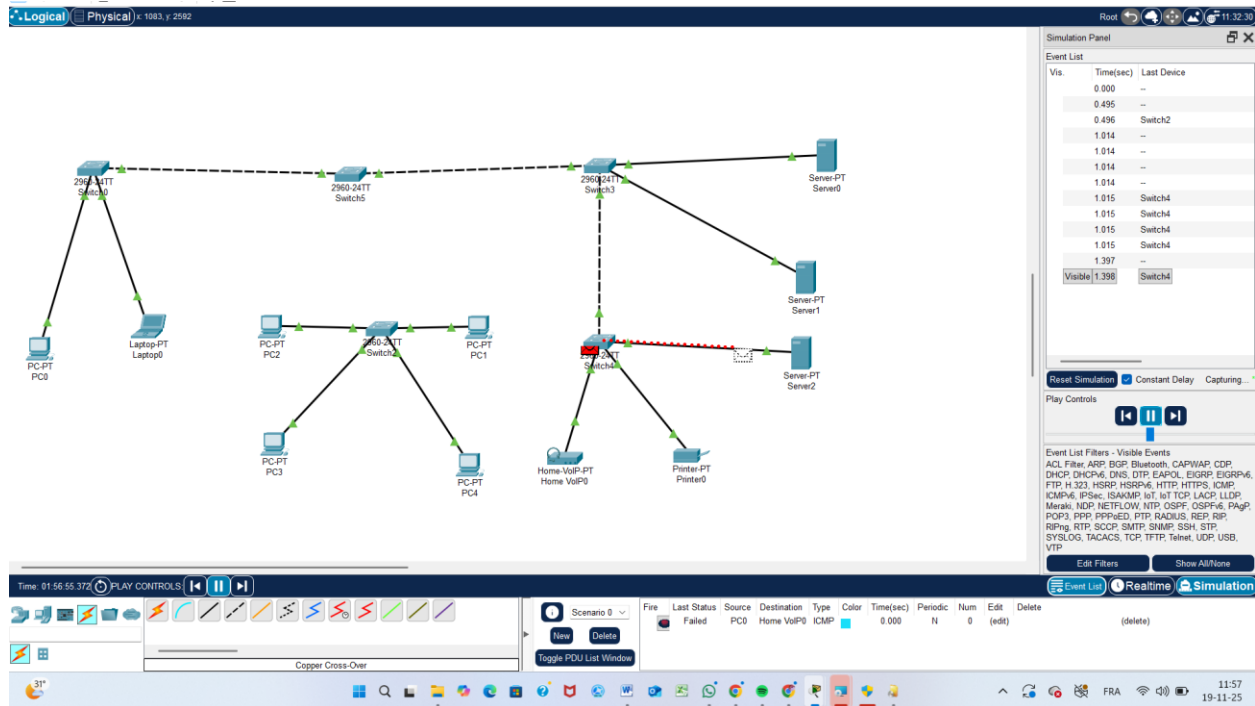 Logical Physical x: 1083, y: 2592 Root 11:32:30
Simulation Panel
Event List
Vis. Time(sec) Last Device
0.000 --
0.495 --
0.496 Switch2
1.014 --
1.014 --
1.014 --
1.014 --
1.015 Switch4
1.015 Switch4
1.015 Switch4
1.015 Switch4
1.397 --
Visible 1.398 Switch4
Reset Simulation Constant Delay Capturing...
Play Controls
Event List Filters - Visible Events
ACL Filter, ARP, BGP, Bluetooth, CAPWAP, CDP,
DHCP, DHCPv6, DNS, DTP, EAPOL, EIGRP, EIGRPv6,
FTP, H.323, HSRP, HSRPv6, HTTP, HTTPS, ICMP,
ICMPv6, IPSec, ISAKMP, IoT, IoT TCP, LACP, LLDP,
Meraki, NDP, NETFLOW, NTP, OSPF, OSPFv6, PAgP,
POP3, PPP, PPPoED, PTP, RADIUS, REP, RIP,
RIPng, RTP, SCCP, SMTP, SNMP, SSH, STP,
SYSLOG, TACACS, TCP, TFTP, Telnet, UDP, USB,
VTP
Edit Filters Show All/None
Event List Realtime Simulation
2960-24TT
Switch0
2960-24TT
Switch5
2960-24TT
Switch3
Server-PT
Server0
Server-PT
Server1
PC-PT
PC0
Laptop-PT
Laptop0
PC-PT
PC2
2960-24TT
Switch2
PC-PT
PC1
2960-24TT
Switch4
Server-PT
Server2
PC-PT
PC3
PC-PT
PC4
Home-VoIP-PT
Home VoIP0
Printer-PT
Printer0
Time: 01:56:55.372 PLAY CONTROLS:
Copper Cross-Over
Scenario 0
New Delete
Toggle PDU List Window
Fire Last Status Source Destination Type Color Time(sec) Periodic Num Edit Delete
Failed PC0 Home VoIP0 ICMP 0.000 N 0 (edit) (delete)
31°
FRA
11:57
19-11-25